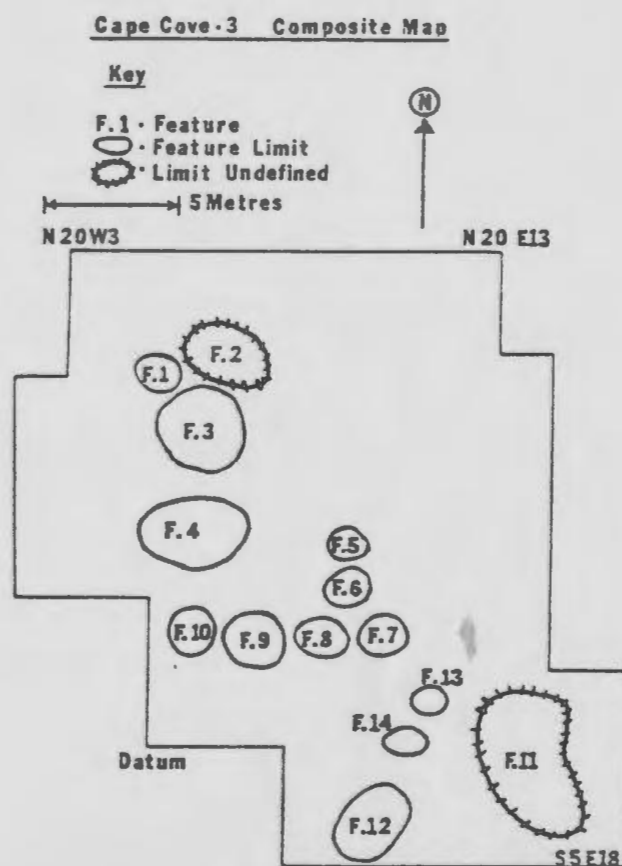 Cape Cove·3 Composite Map
Key
F.1 · Feature
· Feature Limit
· Limit Undefined
5 Metres
N
N 20 W3
N 20 E13
F.1
F.2
F.3
F.4
F.5
F.6
F.10
F.9
F.8
F.7
F.13
F.14
F.11
Datum
F.12
S5 E18